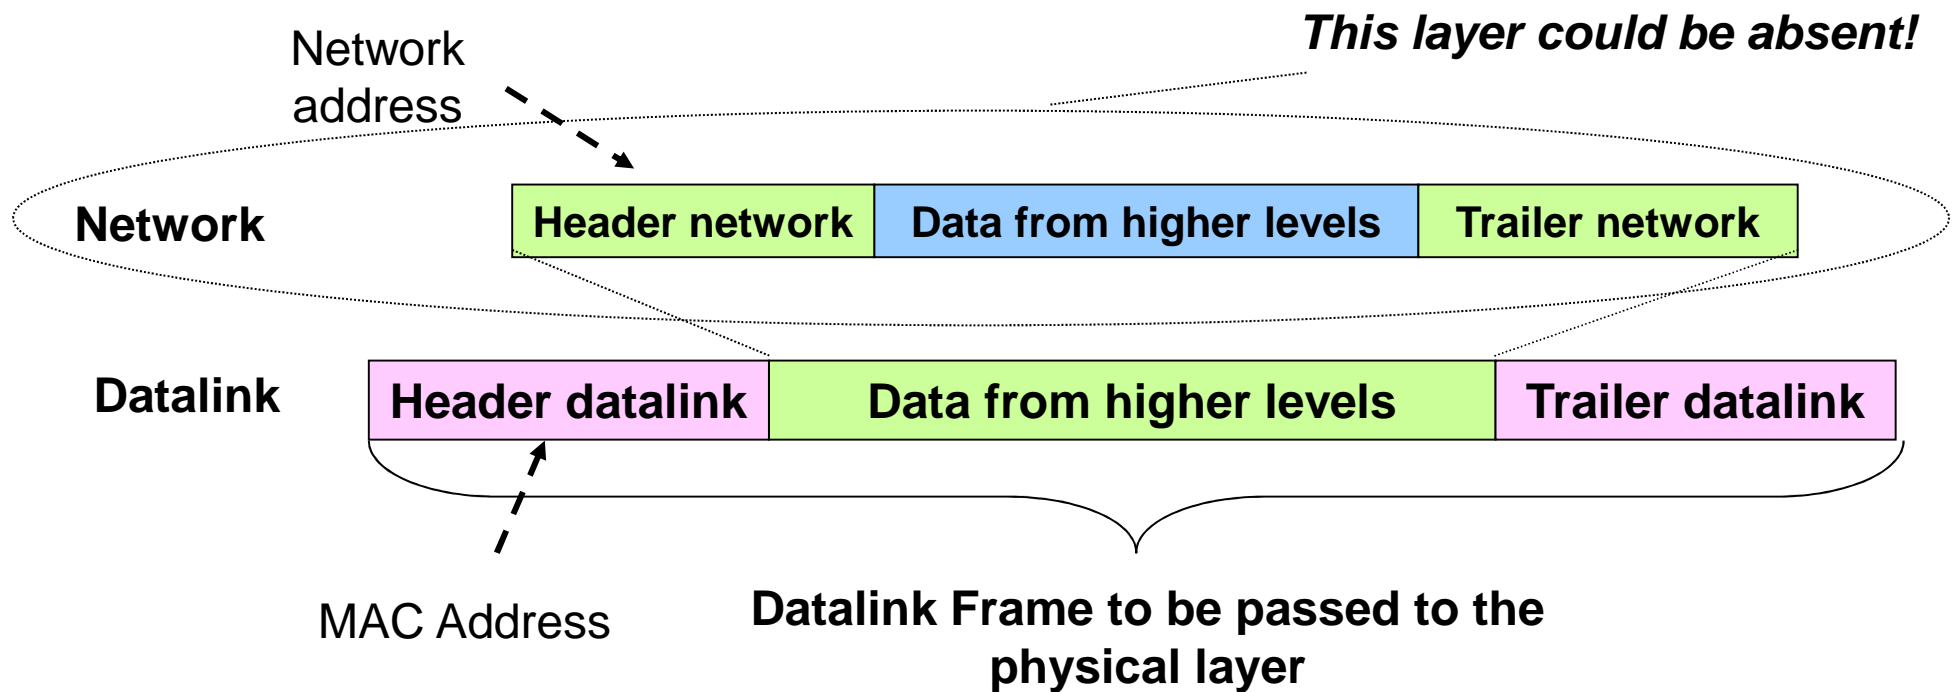 This layer could be absent!
Network
address
Network
Header network Data from higher levels Trailer network
Datalink
Header datalink Data from higher levels Trailer datalink
MAC Address
Datalink Frame to be passed to the
physical layer